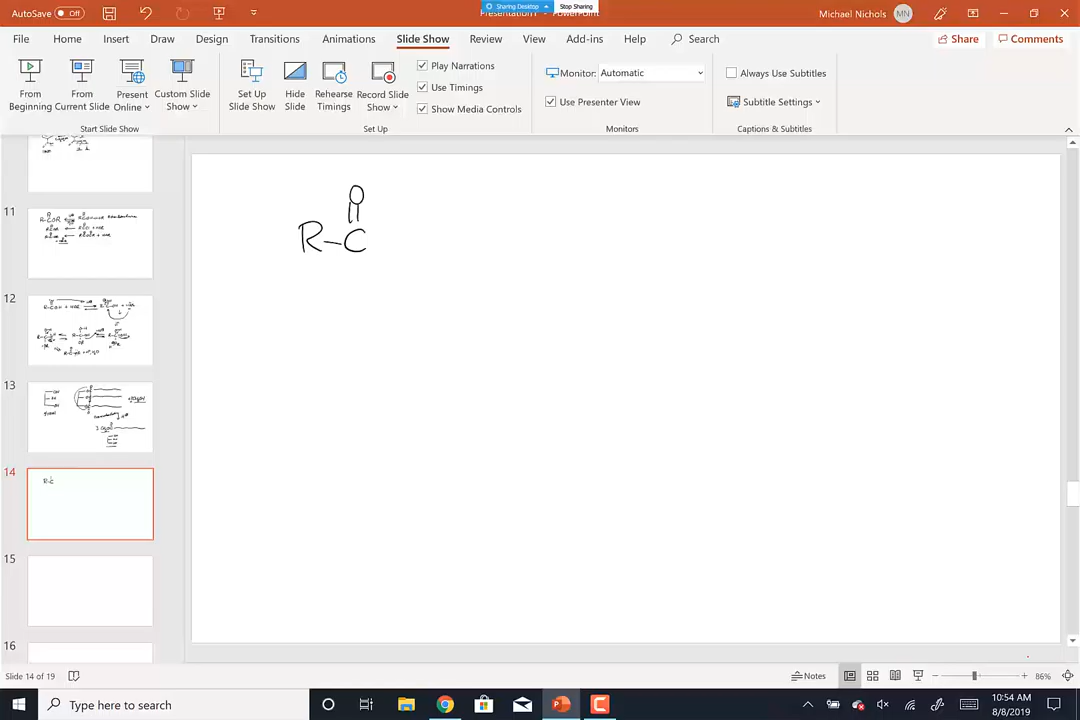 Sharing Desktop Stop Sharing
AutoSave Off
Presentation1 - PowerPoint
Michael Nichols MN
File Home Insert Draw Design Transitions Animations Slide Show Review View Add-ins Help Search Share Comments
From Beginning
From Current Slide
Present Online
Custom Slide Show
Start Slide Show
Set Up Slide Show
Hide Slide
Rehearse Timings
Record Slide Show
Play Narrations
Use Timings
Show Media Controls
Set Up
Monitor: Automatic
Use Presenter View
Monitors
Always Use Subtitles
Subtitle Settings
Captions & Subtitles
11
12
13
14
15
16
O
R-C
Slide 14 of 19
Notes
86%
Type here to search
10:54 AM
8/8/2019